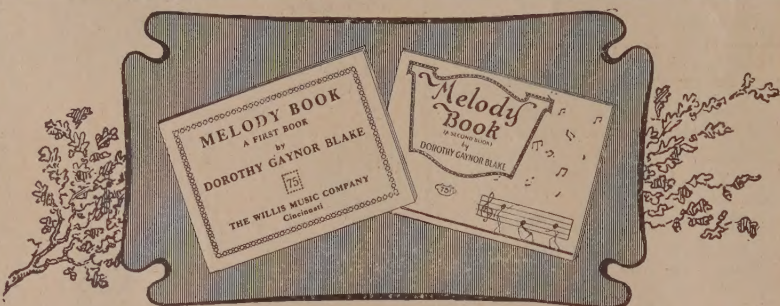 MELODY BOOK
A FIRST BOOK
by
DOROTHY GAYNOR BLAKE
75
THE WILLIS MUSIC COMPANY
Cincinnati
Melody
Book
(A SECOND BOOK)
by
DOROTHY GAYNOR BLAKE
75